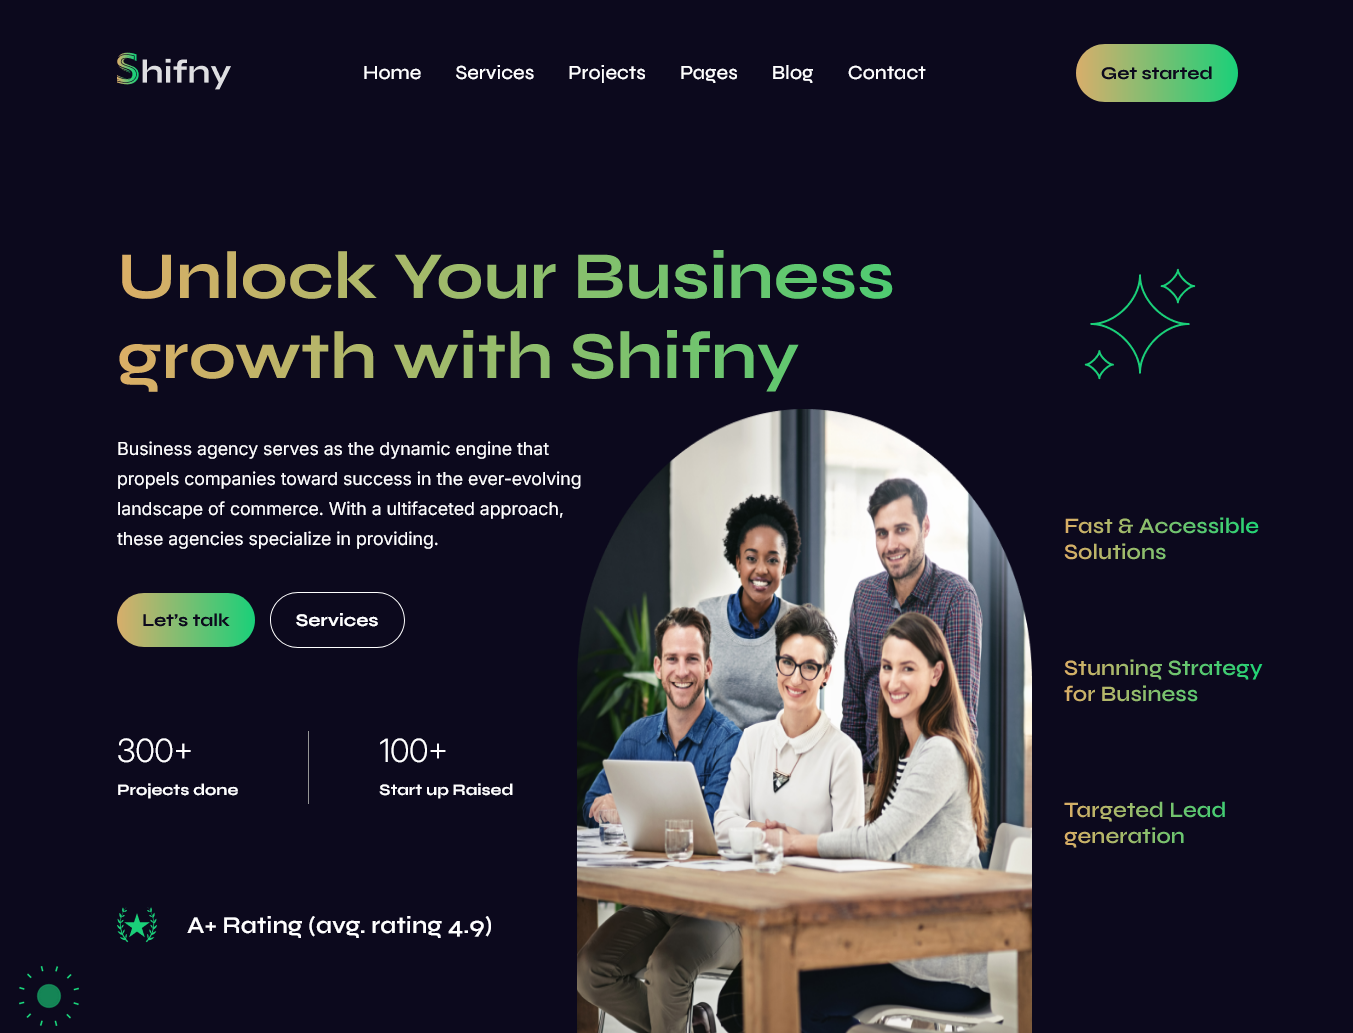 Shifny
Home Services Projects Pages Blog Contact
Get started
Unlock Your Business
growth with Shifny
Business agency serves as the dynamic engine that
propels companies toward success in the ever-evolving
landscape of commerce. With a ultifaceted approach,
these agencies specialize in providing.
Let's talk
Services
300+
Projects done
100+
Start up Raised
A+ Rating (avg. rating 4.9)
Fast & Accessible
Solutions
Stunning Strategy
for Business
Targeted Lead
generation